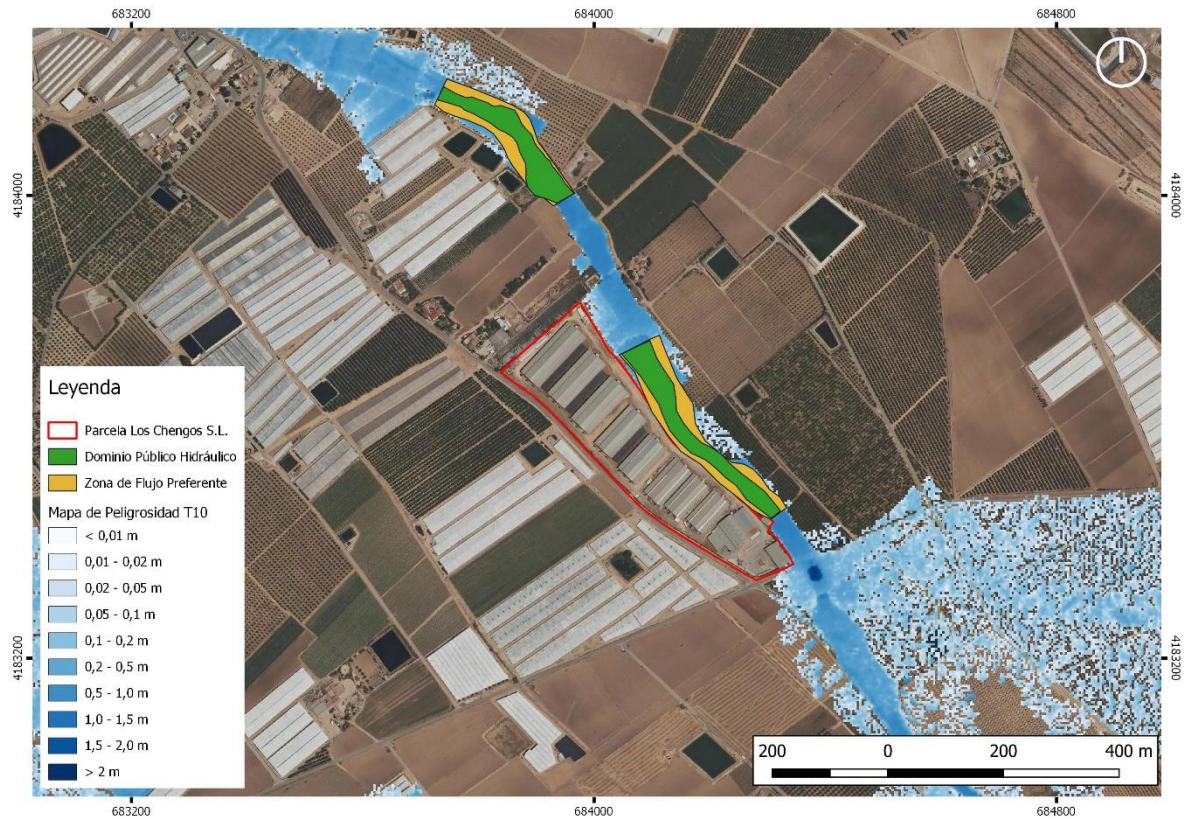 683200 684000 684800
4184000 4184000
Leyenda
Parcela Los Chengos S.L.
Dominio Público Hidráulico
Zona de Flujo Preferente
Mapa de Peligrosidad T10
< 0,01 m
0,01 - 0,02 m
0,02 - 0,05 m
0,05 - 0,1 m
0,1 - 0,2 m
0,2 - 0,5 m
0,5 - 1,0 m
1,0 - 1,5 m
1,5 - 2,0 m
> 2 m
4183200 4183200
200 0 200 400 m
683200 684000 684800